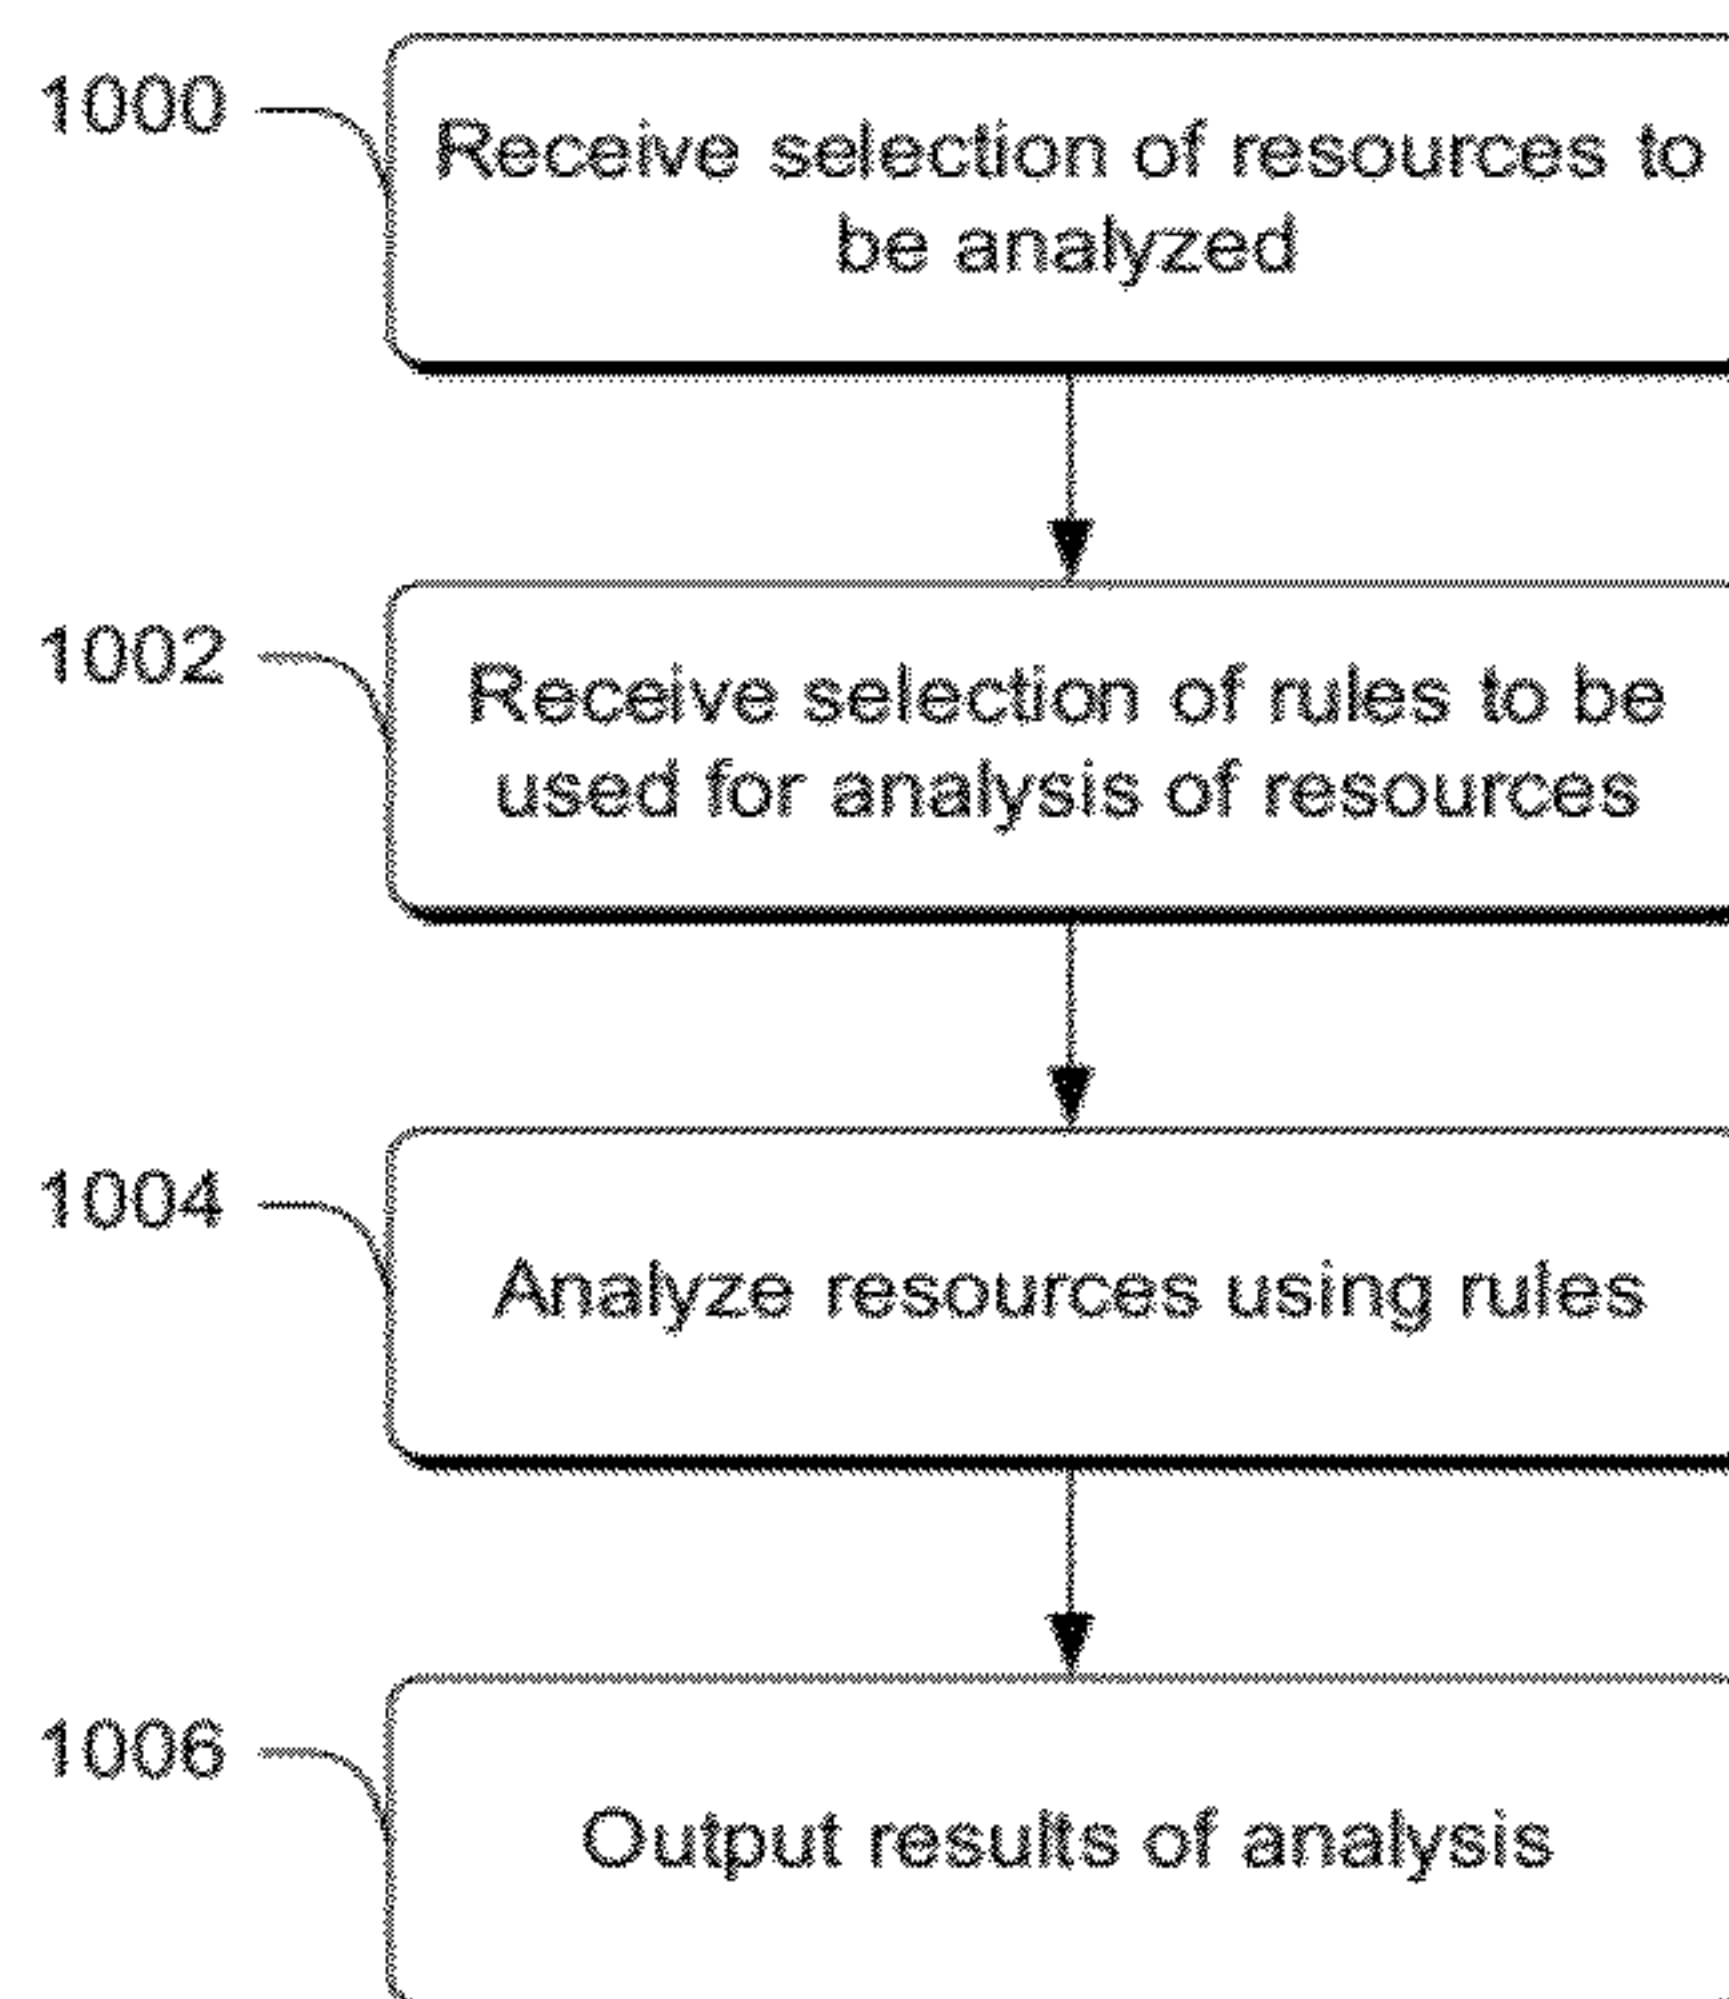 1000
Receive selection of resources to
be analyzed
1002
Receive selection of rules to be
used for analysis of resources
1004
Analyze resources using rules
1006
Output results of analysis